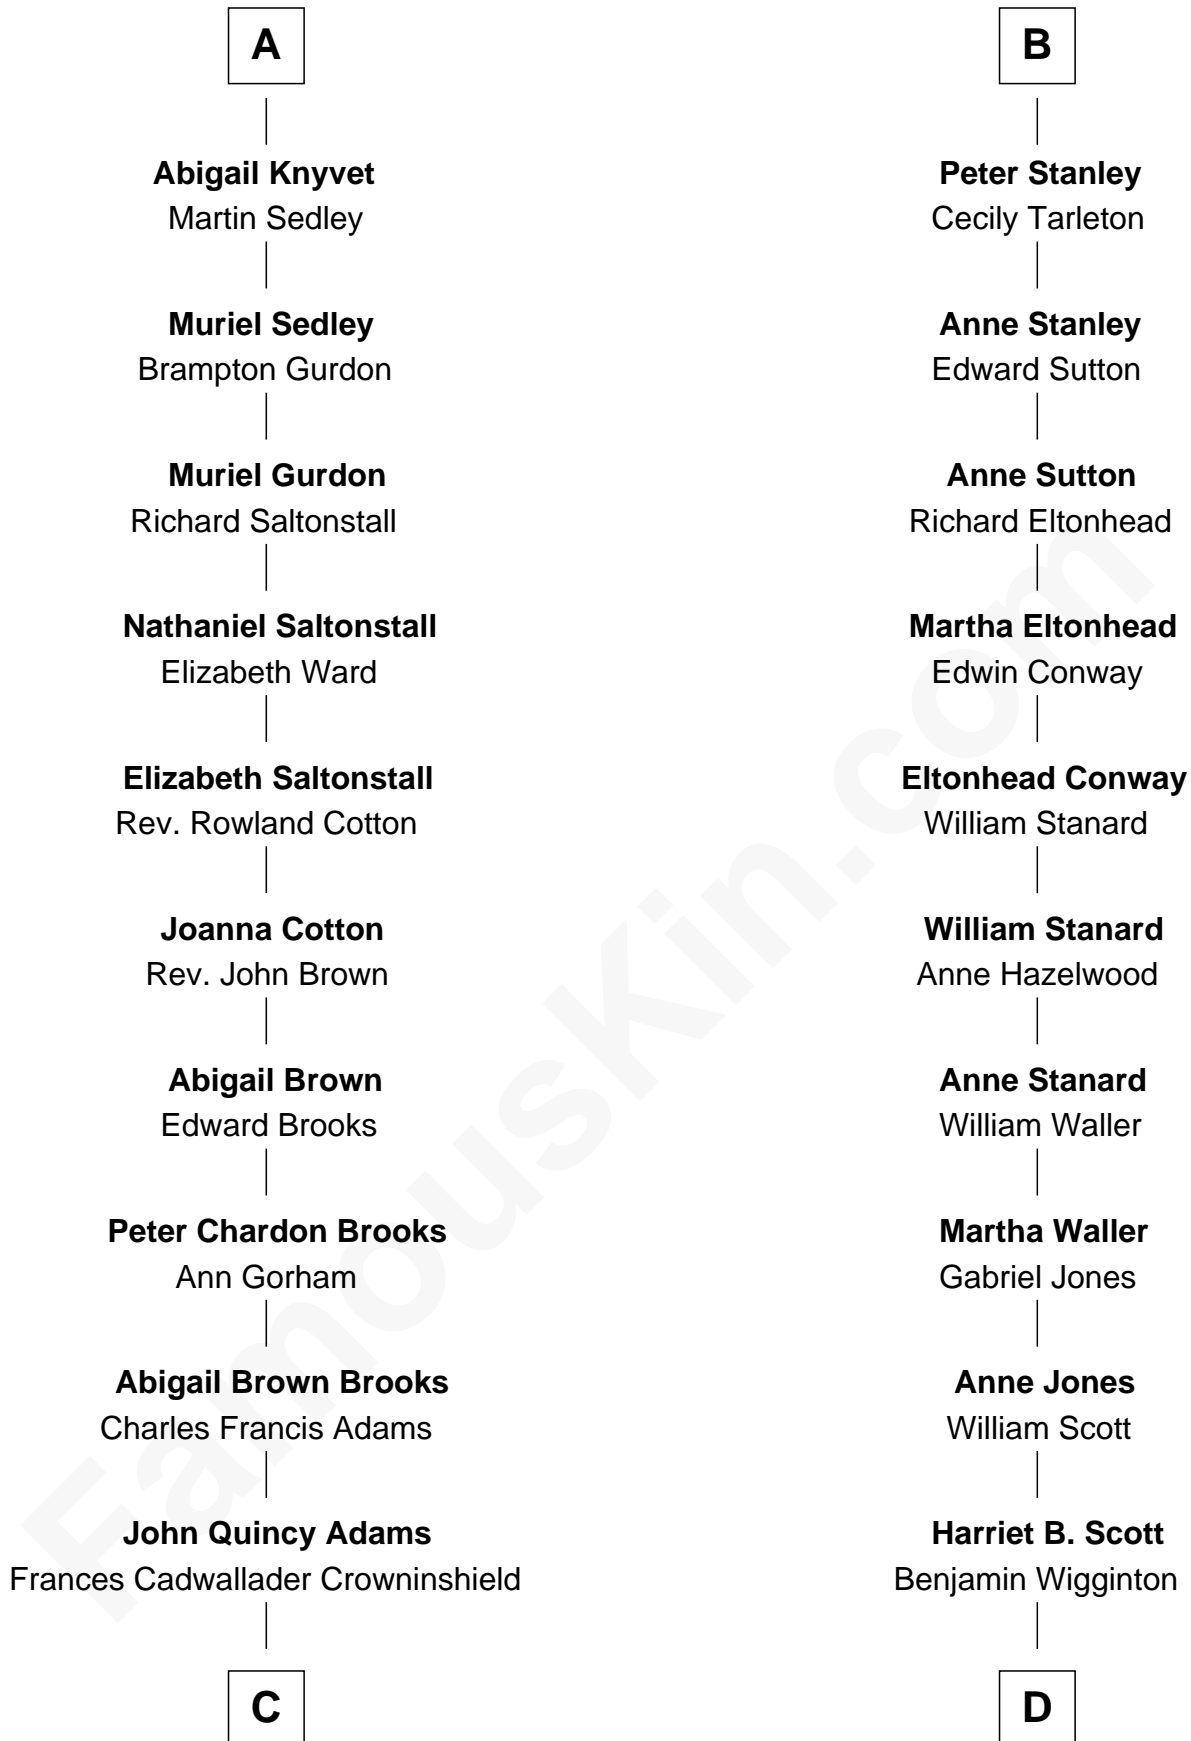 A
Abigail Knyvet
Martin Sedley
Muriel Sedley
Brampton Gurdon
Muriel Gurdon
Richard Saltonstall
Nathaniel Saltonstall
Elizabeth Ward
Elizabeth Saltonstall
Rev. Rowland Cotton
Joanna Cotton
Rev. John Brown
Abigail Brown
Edward Brooks
Peter Chardon Brooks
Ann Gorham
Abigail Brown Brooks
Charles Francis Adams
John Quincy Adams
Frances Cadwallader Crowninshield
C
B
Peter Stanley
Cecily Tarleton
Anne Stanley
Edward Sutton
Anne Sutton
Richard Eltonhead
Martha Eltonhead
Edwin Conway
Eltonhead Conway
William Stanard
William Stanard
Anne Hazelwood
Anne Stanard
William Waller
Martha Waller
Gabriel Jones
Anne Jones
William Scott
Harriet B. Scott
Benjamin Wigginton
D
FamousKin.com